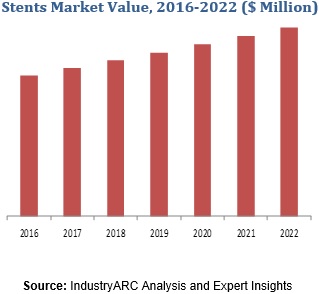 Stents Market Value, 2016-2022 ($ Million)
2016 2017 2018 2019 2020 2021 2022
Source: IndustryARC Analysis and Expert Insights